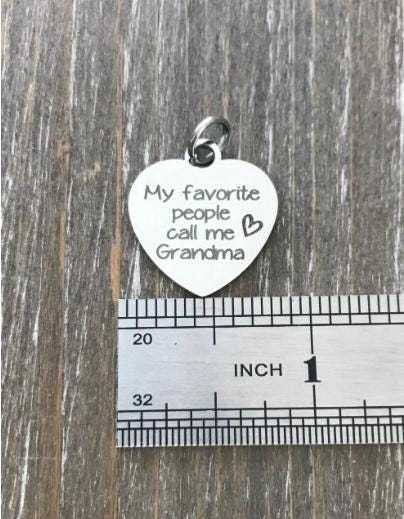 My favorite
people
call me
Grandma
20
INCH 1
32